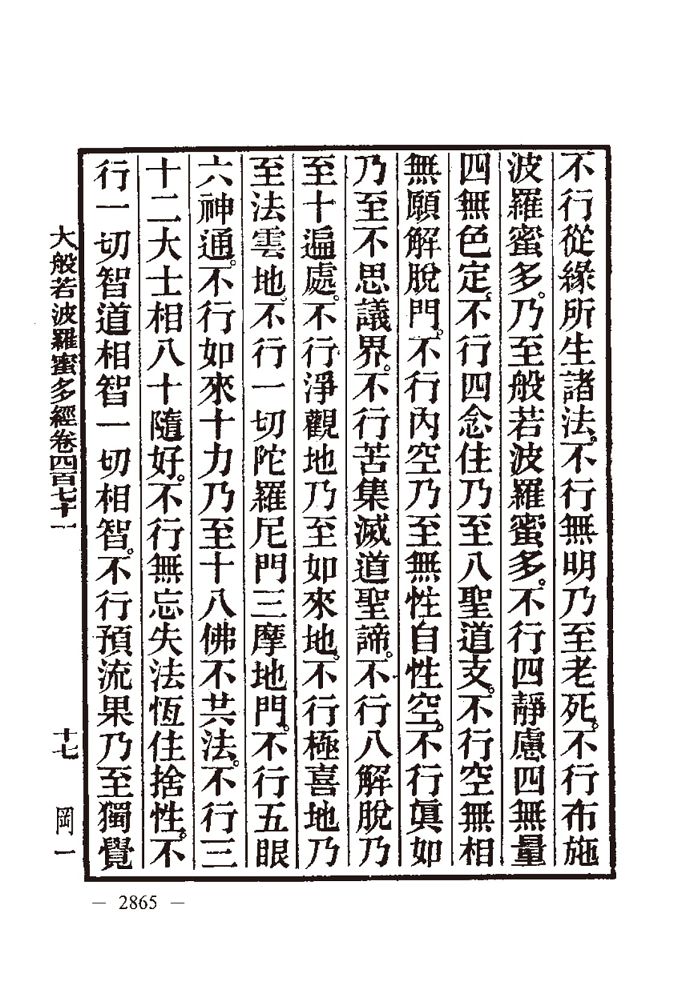 不行從緣所生諸法。不行無明乃至老死。不行布施
波羅蜜多。乃至般若波羅蜜多。不行四靜慮四無量
四無色定。不行四念住乃至八聖道支。不行空無相
無願解脫門。不行內空乃至無性自性空。不行眞如
乃至不思議界。不行苦集滅道聖諦。不行八解脫乃
至十遍處。不行淨觀地乃至如來地。不行極喜地乃
至法雲地。不行一切陀羅尼門三摩地門。不行五眼
六神通。不行如來十力乃至十八佛不共法。不行三
十二大士相八十隨好。不行無忘失法恆住捨性。不
行一切智道相智一切相智。不行預流果乃至獨覺
大般若波羅蜜多經卷四百七十一 十七 岡一
— 2865 —